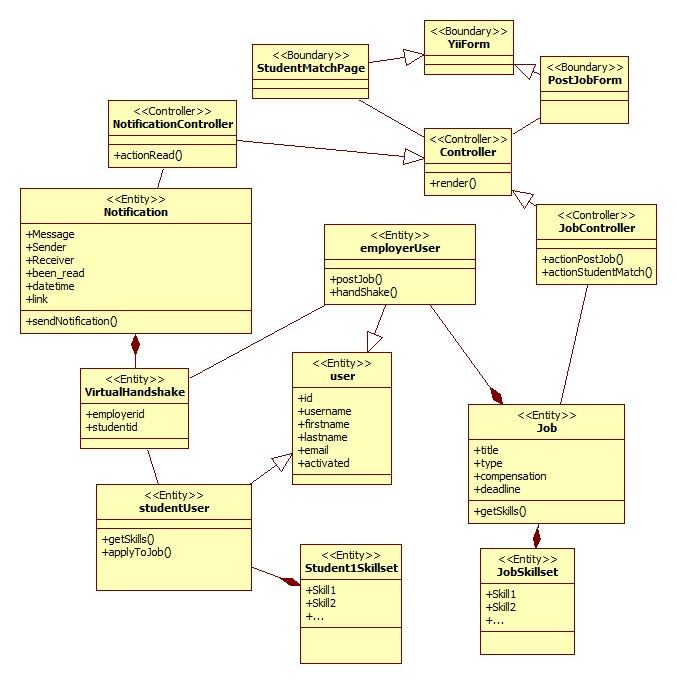 <<Boundary>>
YiiForm
<<Boundary>>
StudentMatchPage
<<Boundary>>
PostJobForm
<<Controller>>
NotificationController
+actionRead()
<<Controller>>
Controller
+render()
<<Entity>>
Notification
+Message
+Sender
+Receiver
+been_read
+datetime
+link
+sendNotification()
<<Controller>>
JobController
+actionPostJob()
+actionStudentMatch()
<<Entity>>
employerUser
+postJob()
+handShake()
<<Entity>>
user
+id
+username
+firstname
+lastname
+email
+activated
<<Entity>>
VirtualHandshake
+employerid
+studentid
<<Entity>>
Job
+title
+type
+compensation
+deadline
+getSkills()
<<Entity>>
studentUser
+getSkills()
+applyToJob()
<<Entity>>
Student1Skillset
+Skill1
+Skill2
+...
<<Entity>>
JobSkillset
+Skill1
+Skill2
+...